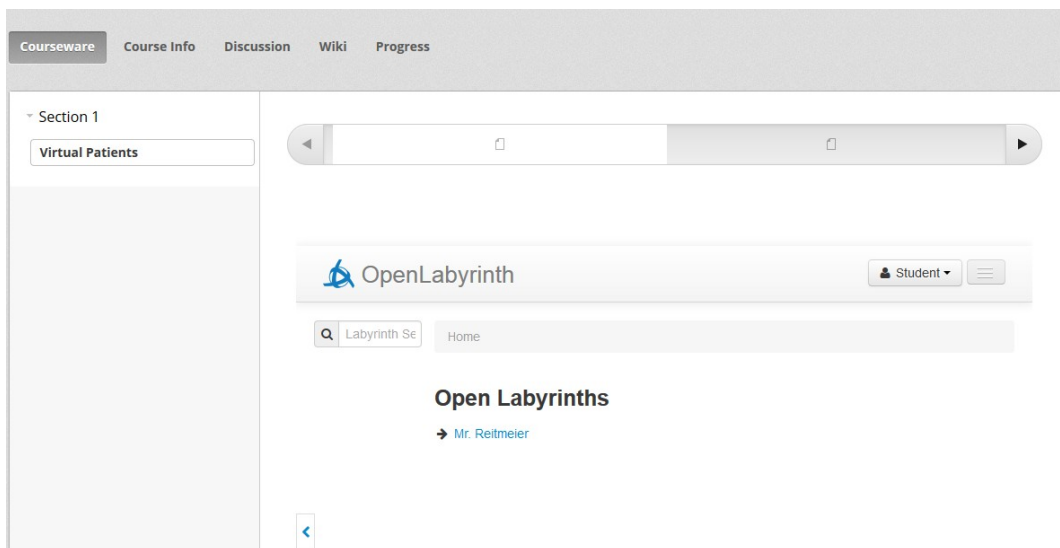 Courseware Course Info Discussion Wiki Progress
Section 1
Virtual Patients
OpenLabyrinth
Student
Labyrinth Se
Home
Open Labyrinths
Mr. Reitmeier